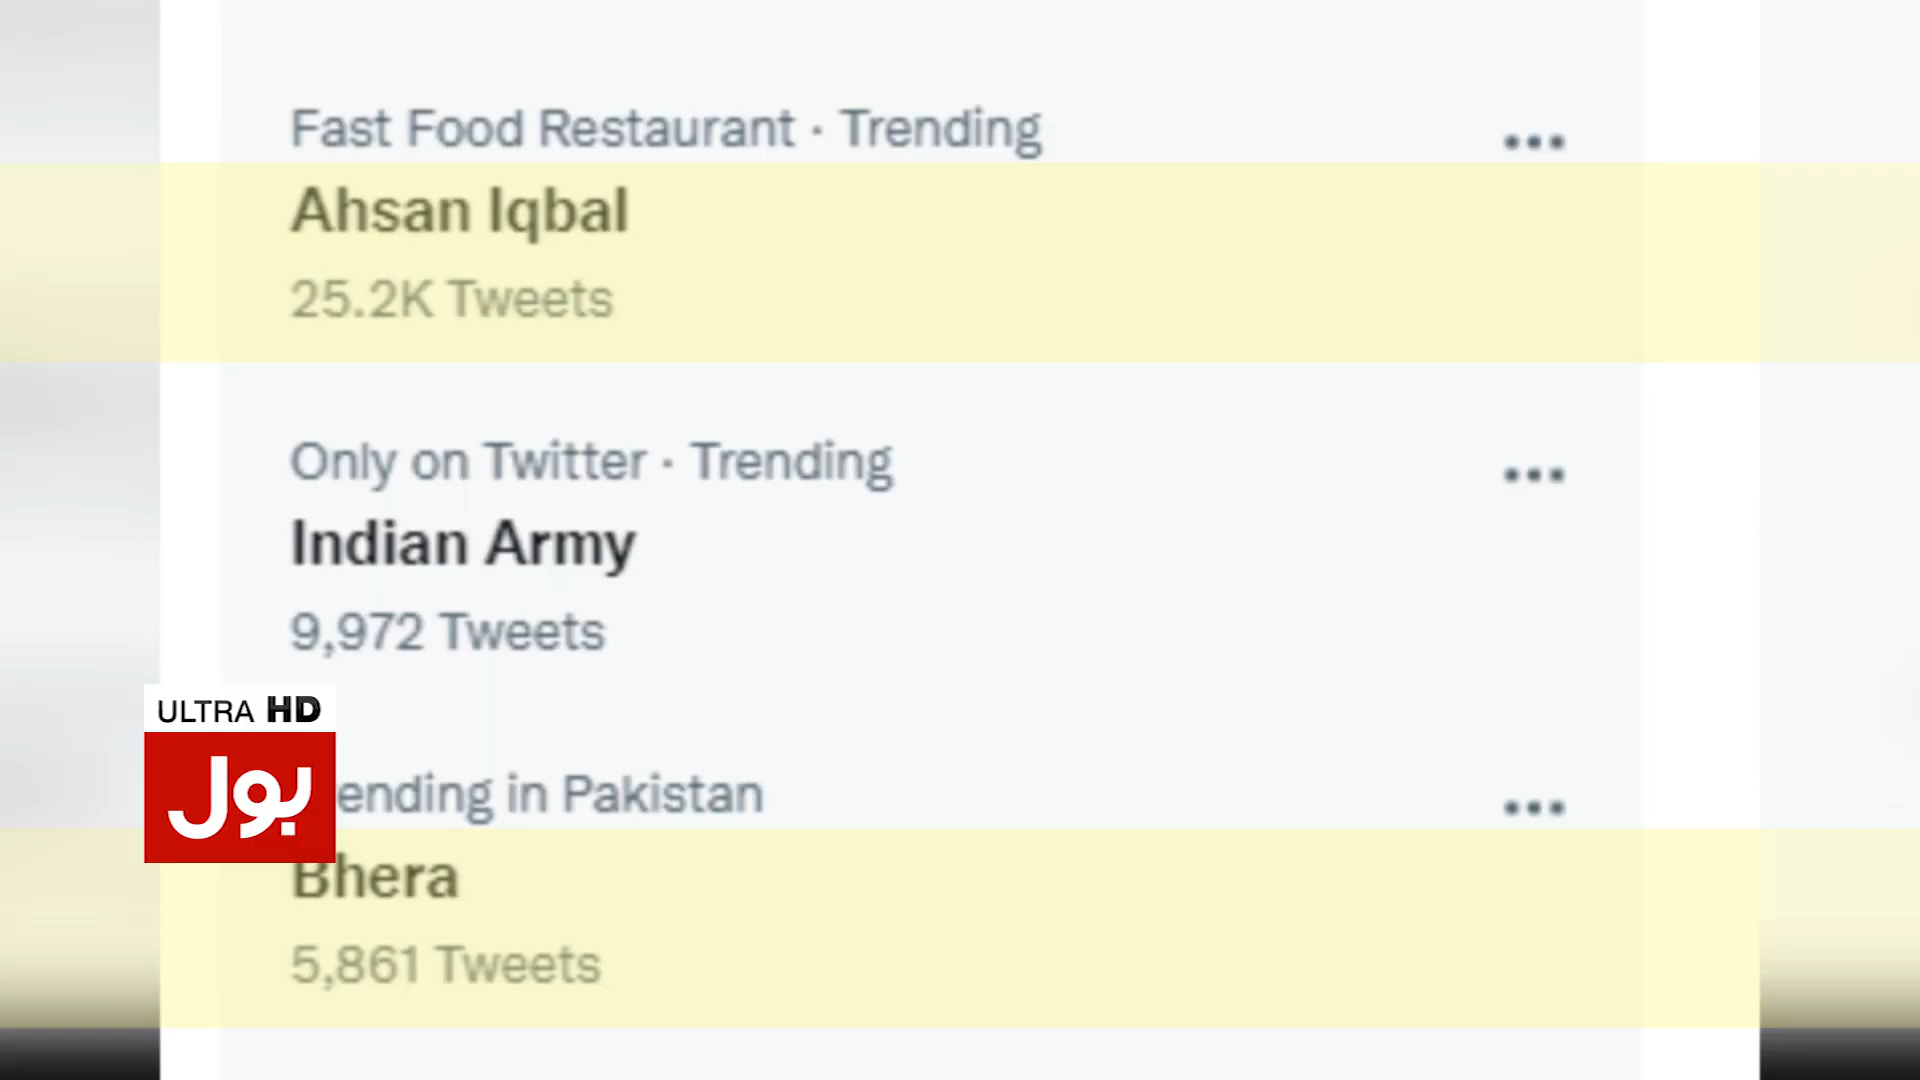 Fast Food Restaurant · Trending
Ahsan Iqbal
25.2K Tweets
Only on Twitter · Trending
Indian Army
9,972 Tweets
ULTRA HD
بول
ending in Pakistan
Bhera
5,861 Tweets